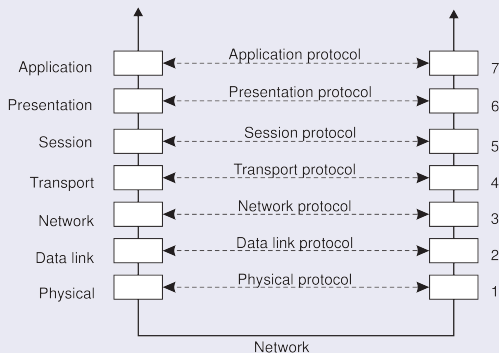 Application Application protocol 7
Presentation Presentation protocol 6
Session Session protocol 5
Transport Transport protocol 4
Network Network protocol 3
Data link Data link protocol 2
Physical Physical protocol 1
Network